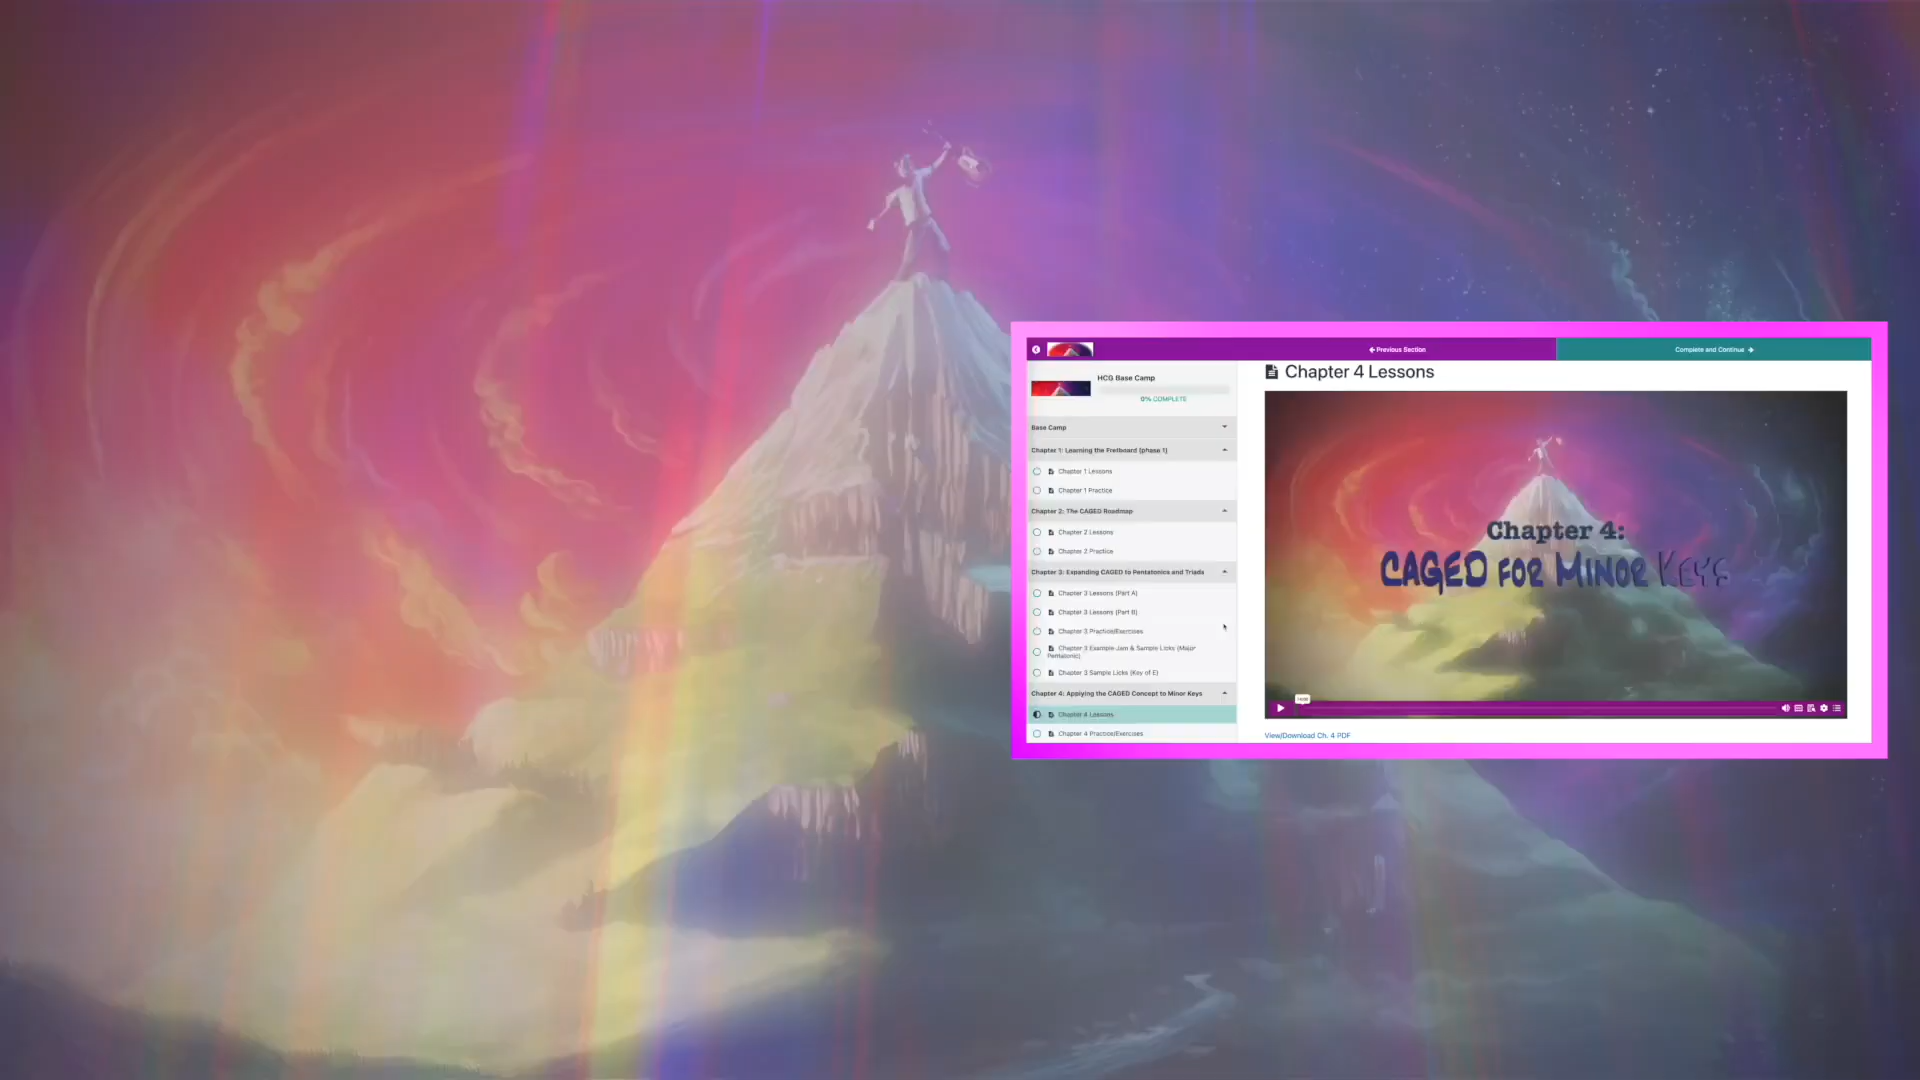 Previous Section
Complete and Continue
HCG Base Camp
0% COMPLETE
Base Camp
Chapter 1: Learning the Fretboard (phase 1)
Chapter 1 Lessons
Chapter 1 Practice
Chapter 2: The CAGED Roadmap
Chapter 2 Lessons
Chapter 2 Practice
Chapter 3: Expanding CAGED to Pentatonics and Triads
Chapter 3 Lessons (Part A)
Chapter 3 Lessons (Part B)
Chapter 3 Practice/Exercises
Chapter 3 Example Jam & Sample Licks (Major
Pentatonic)
Chapter 3 Sample Licks (Key of E)
Chapter 4: Applying the CAGED Concept to Minor Keys
Chapter 4 Lessons
Chapter 4 Practice/Exercises
Chapter 4 Lessons
Chapter 4:
CAGED FOR MINOR KEYS
View/Download Ch. 4 PDF